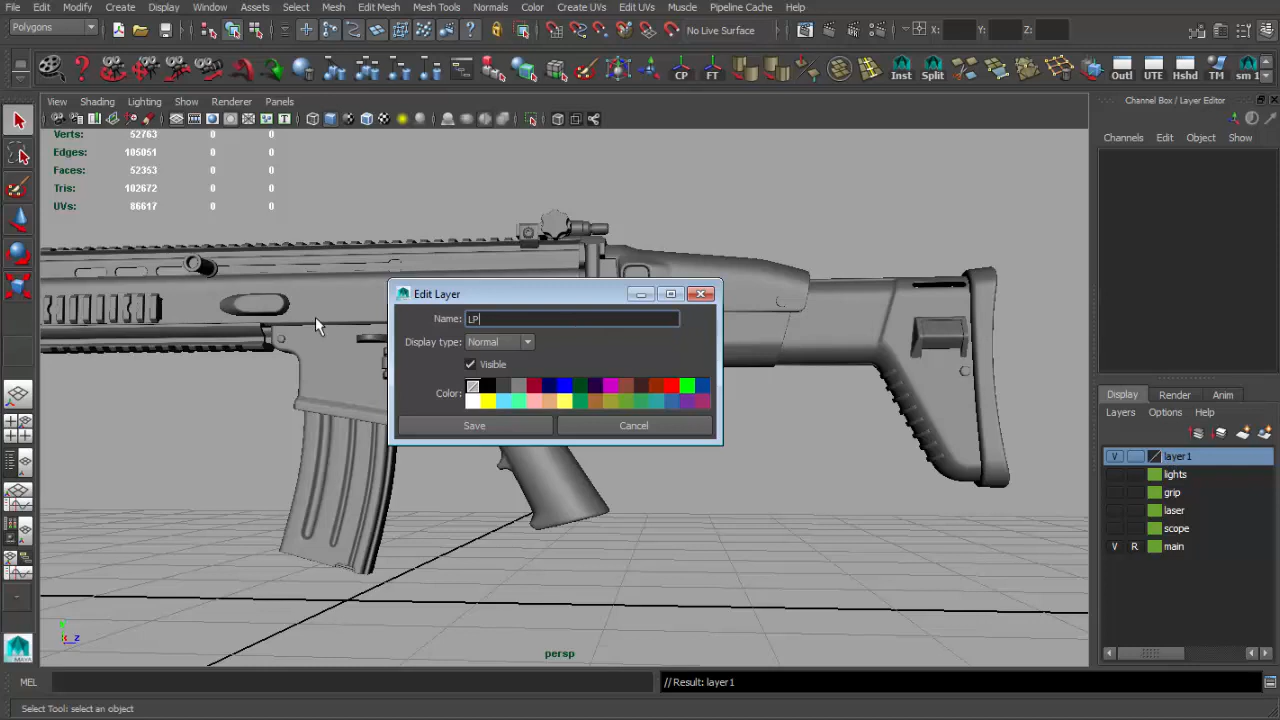 File Edit Modify Create Display Window Assets Select Mesh Edit Mesh Mesh Tools Normals Color Create UVs Edit UVs Muscle Pipeline Cache Help
Polygons No Live Surface X: Y: Z:
CP FT Inst Split Outl UTE Hshd TM sm 1
View Shading Lighting Show Renderer Panels
Channel Box / Layer Editor
Channels Edit Object Show
Verts: 52763 0 0
Edges: 105051 0 0
Faces: 52353 0 0
Tris: 102672 0 0
UVs: 86617 0 0
Edit Layer
Name: LP
Display type: Normal
Visible
Color:
Save Cancel
Display Render Anim
Layers Options Help
V layer1
lights
grip
laser
scope
V R main
persp
MEL // Result: layer1
Select Tool: select an object